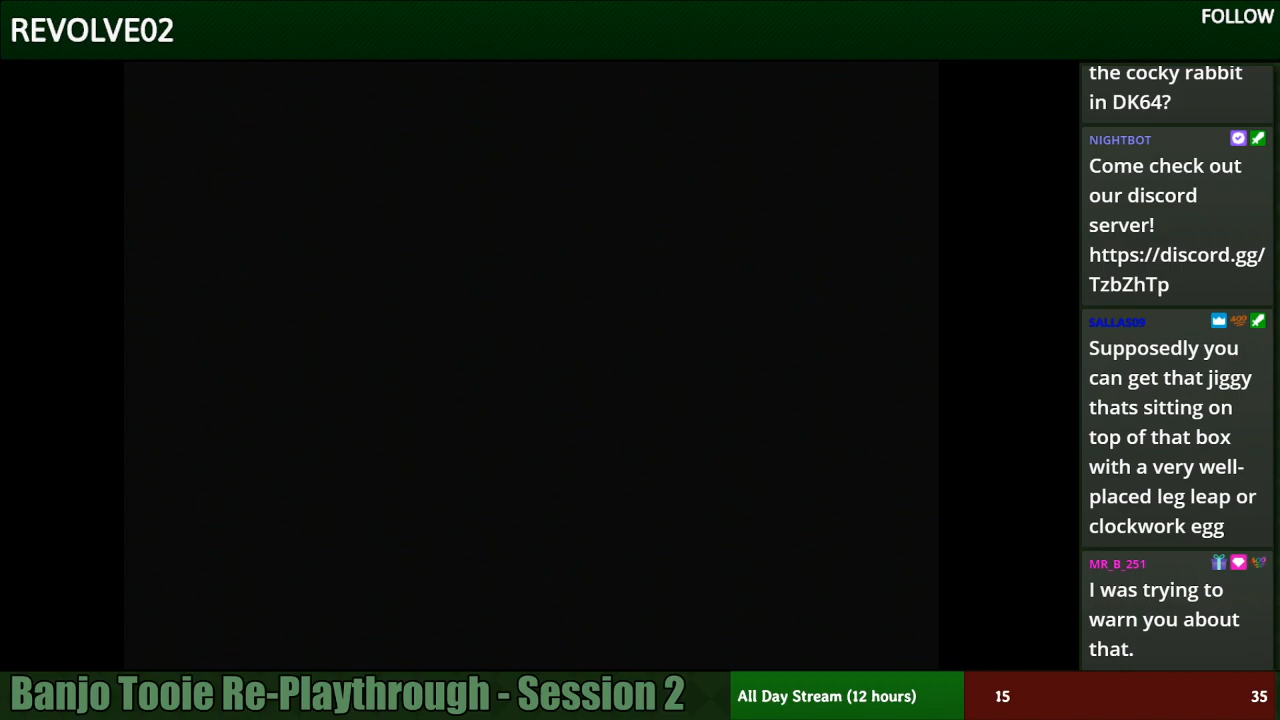 REVOLVE02
FOLLOW
the cocky rabbit
in DK64?
NIGHTBOT
Come check out
our discord
server!
https://discord.gg/
TzbZhTp
SALLAS09
Supposedly you
can get that jiggy
thats sitting on
top of that box
with a very well-
placed leg leap or
clockwork egg
MR_B_251
I was trying to
warn you about
that.
Banjo Tooie Re-Playthrough - Session 2
All Day Stream (12 hours)
15
35